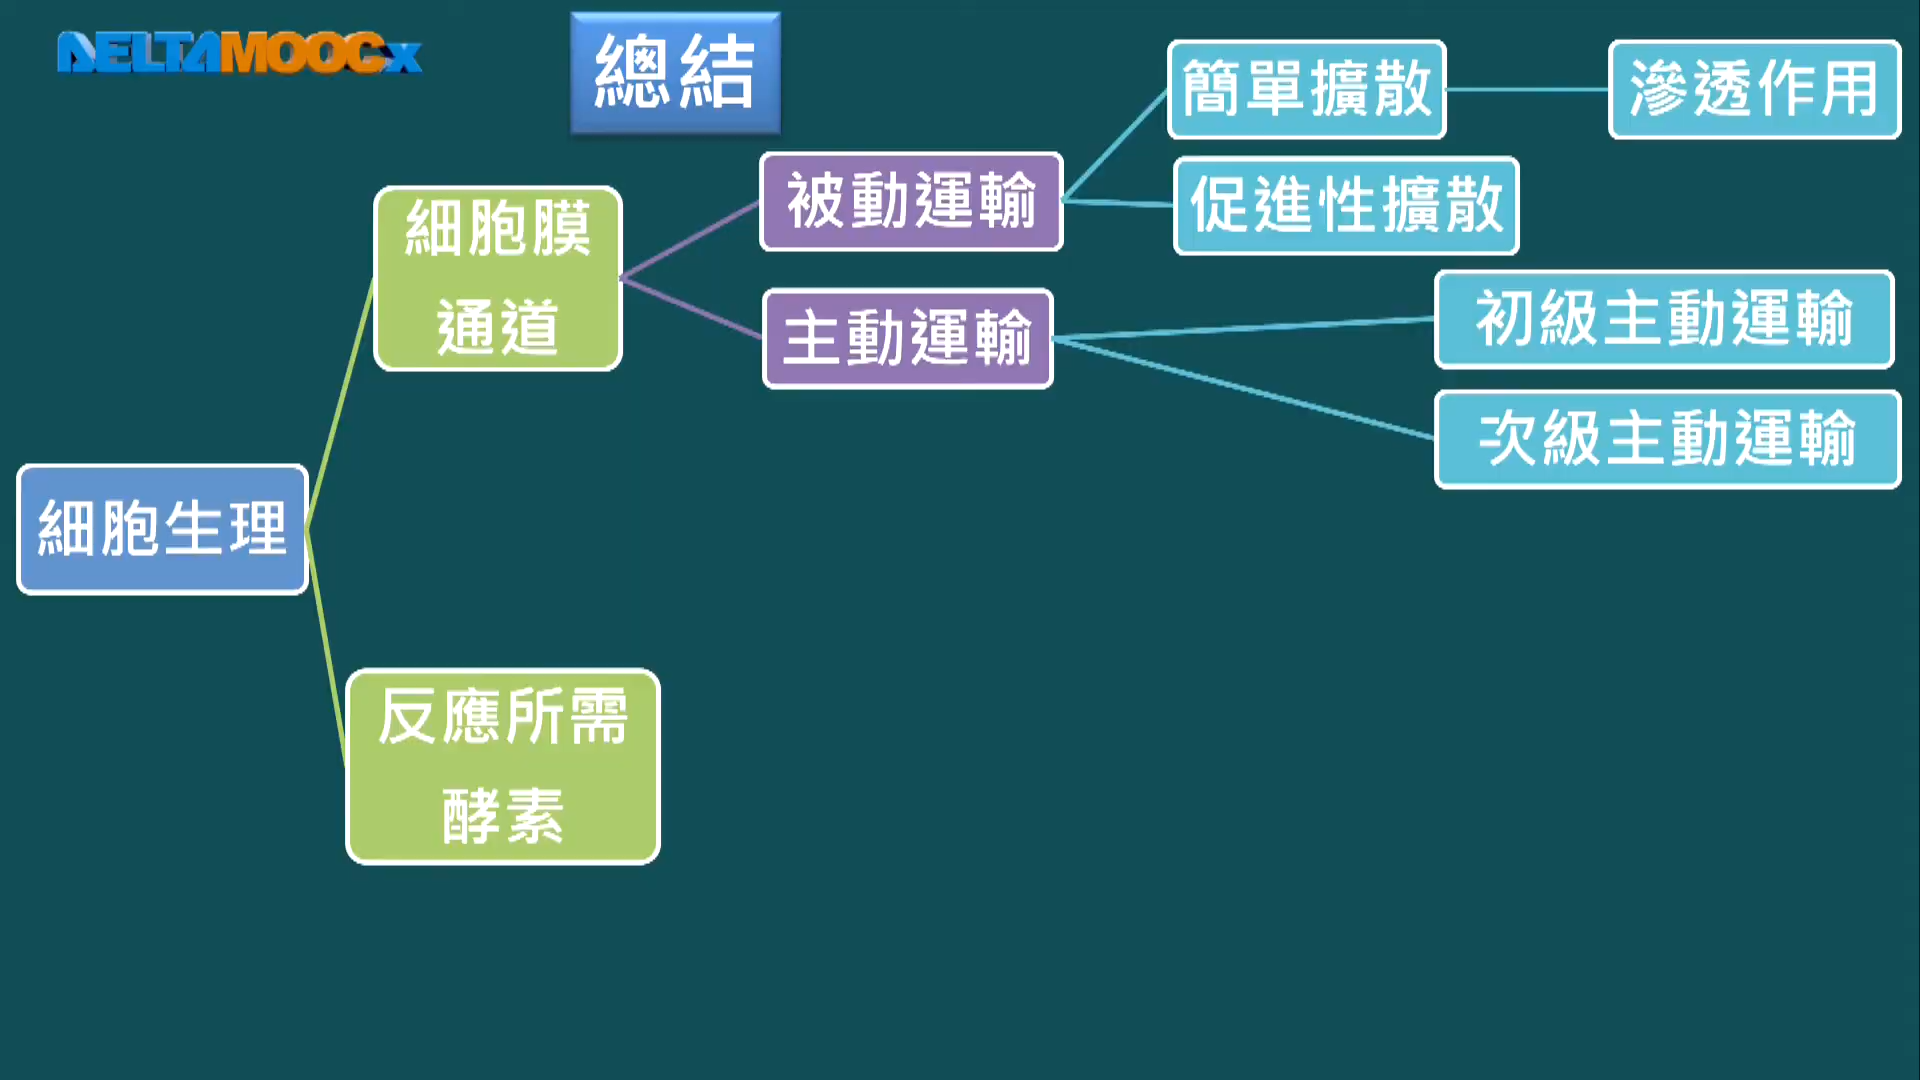 DELTAMOOCx
總結
簡單擴散
滲透作用
被動運輸
促進性擴散
細胞膜
通道
主動運輸
初級主動運輸
次級主動運輸
細胞生理
反應所需
酵素